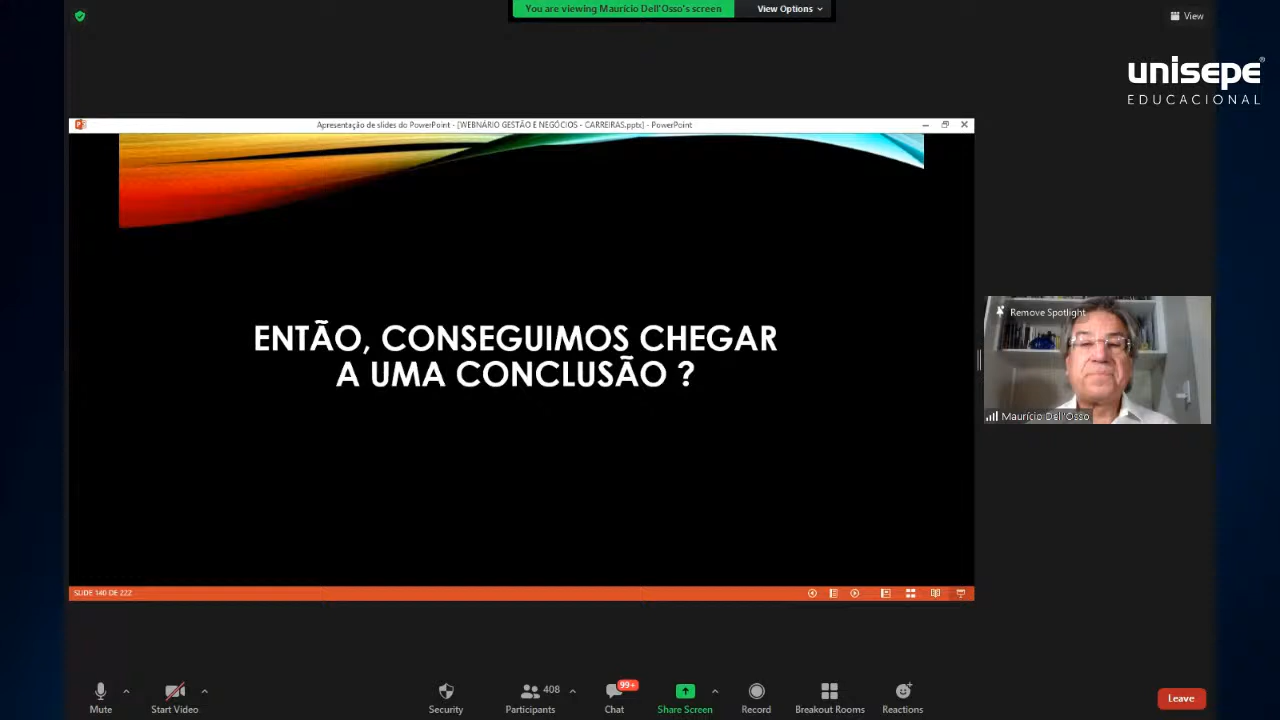 You are viewing Maurício Dell'Osso's screen
View Options
View
unisepe®
EDUCACIONAL
Apresentação de slides do PowerPoint - [WEBNÁRIO GESTÃO E NEGÓCIOS - CARREIRAS.pptx] - PowerPoint
ENTÃO, CONSEGUIMOS CHEGAR
A UMA CONCLUSÃO ?
Remove Spotlight
Maurício Dell'Osso
SLIDE 140 DE 222
408
99+
Mute
Start Video
Security
Participants
Chat
Share Screen
Record
Breakout Rooms
Reactions
Leave